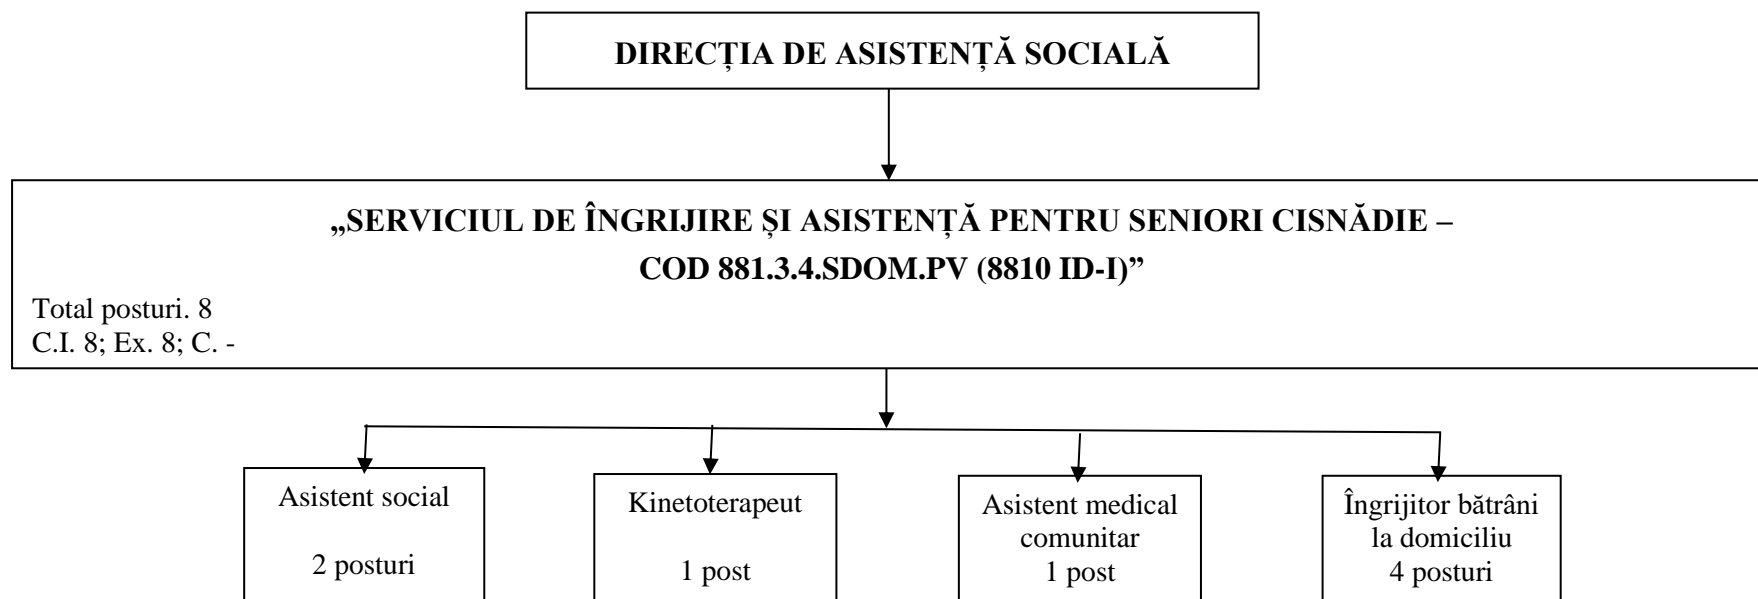 DIRECȚIA DE ASISTENȚĂ SOCIALĂ
„SERVICIUL DE ÎNGRIJIRE ȘI ASISTENȚĂ PENTRU SENIORI CISNĂDIE –
COD 881.3.4.SDOM.PV (8810 ID-I)”
Total posturi. 8
C.I. 8; Ex. 8; C. -
Asistent social
2 posturi
Kinetoterapeut
1 post
Asistent medical
comunitar
1 post
Îngrijitor bătrâni
la domiciliu
4 posturi